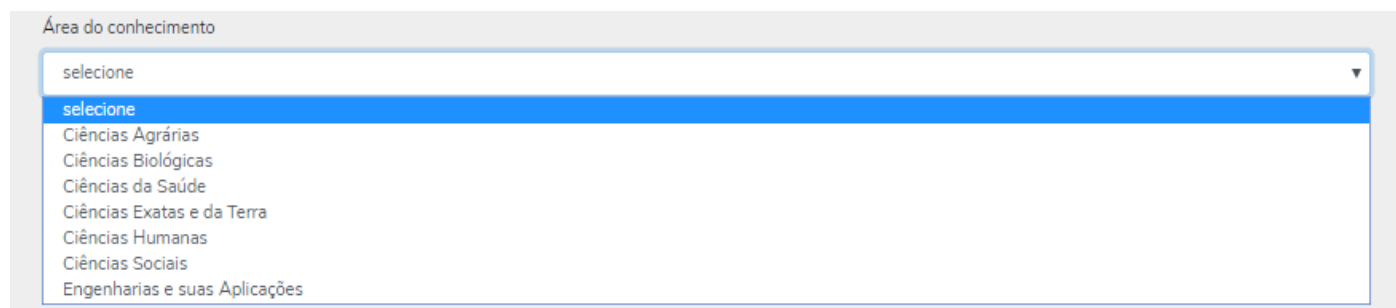 Área do conhecimento
selecione
selecione
Ciências Agrárias
Ciências Biológicas
Ciências da Saúde
Ciências Exatas e da Terra
Ciências Humanas
Ciências Sociais
Engenharias e suas Aplicações